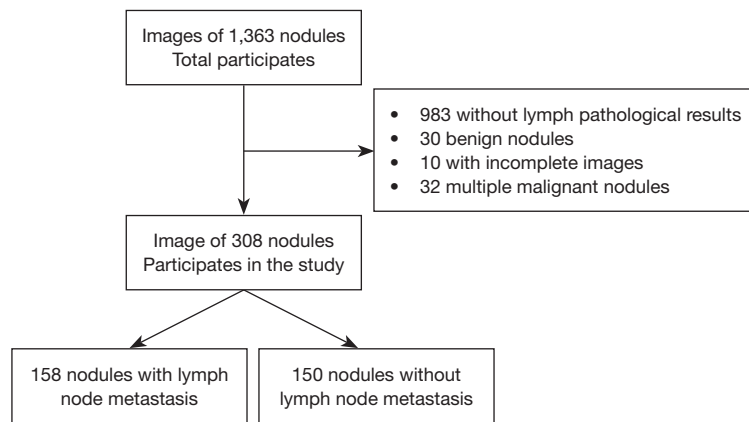 Images of 1,363 nodules
Total participates
• 983 without lymph pathological results
• 30 benign nodules
• 10 with incomplete images
• 32 multiple malignant nodules
Image of 308 nodules
Participates in the study
158 nodules with lymph
node metastasis
150 nodules without
lymph node metastasis